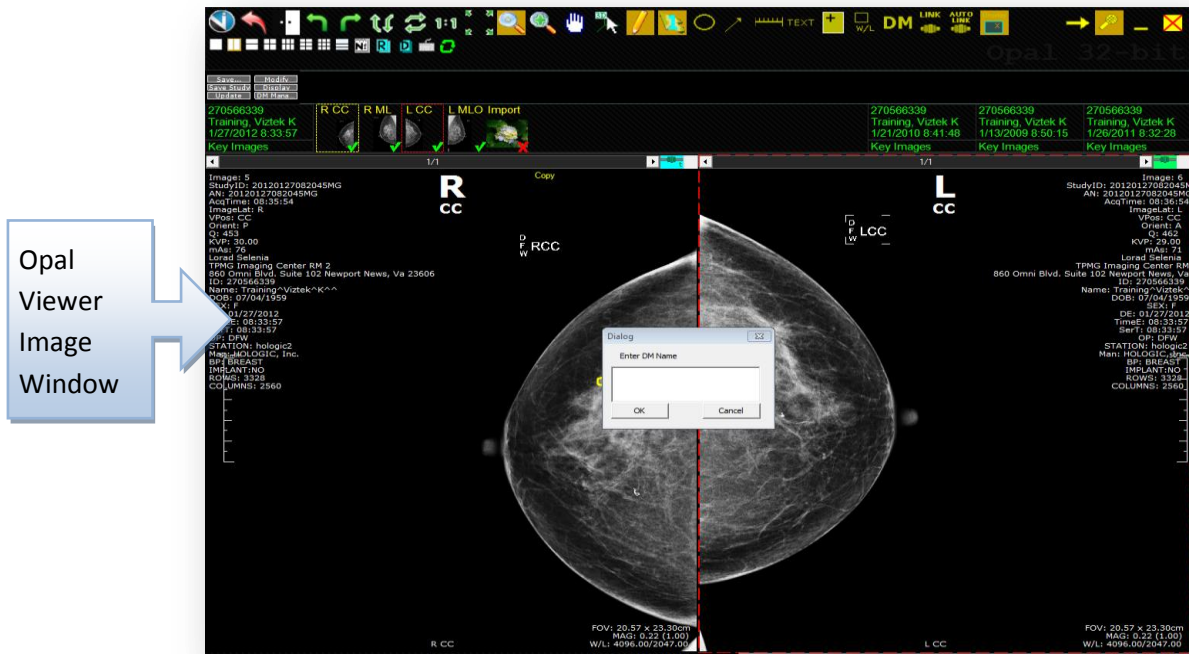 Opal
Viewer
Image
Window
1:1
TEXT
W/L
DM
LINK
AUTO
LINK
Opal 32-bit
Save... Modify
Save Study Display
Update DM Mana...
270566339
Training, Viztek K
1/27/2012 8:33:57
Key Images
R CC
R ML
L CC
L MLO
Import
270566339
Training, Viztek K
1/21/2010 8:41:48
Key Images
270566339
Training, Viztek K
1/13/2009 8:50:15
Key Images
270566339
Training, Viztek K
1/26/2011 8:32:28
Key Images
1/1
1/1
Image: 5
StudyID: 20120127082045MG
AN: 20120127082045MG
AcqTime: 08:35:54
ImageLat: R
VPos: CC
Orient: P
Q: 453
KVP: 30.00
mAs: 76
Lorad Selenia
TPMG Imaging Center RM 2
860 Omni Blvd. Suite 102 Newport News, Va 23606
ID: 270566339
Name: Training^Viztek^K^^
DOB: 07/04/1959
SEX: F
01/27/2012
TimeE: 08:33:57
SerT: 08:33:57
OP: DFW
STATION: hologic2
Man: HOLOGIC, Inc.
BP: BREAST
IMPLANT:NO
ROWS: 3328
COLUMNS: 2560
R
CC
Copy
D
F
W
RCC
L
CC
D
F
W
LCC
Image: 6
StudyID: 20120127082045M
AN: 20120127082045MG
AcqTime: 08:36:54
ImageLat: L
VPos: CC
Orient: A
Q: 462
KVP: 29.00
mAs: 71
Lorad Selenia
TPMG Imaging Center RM
860 Omni Blvd. Suite 102 Newport News, Va
ID: 270566339
Name: Training^Viztek^
DOB: 07/04/1959
SEX: F
DE: 01/27/2012
TimeE: 08:33:57
SerT: 08:33:57
OP: DFW
STATION: hologic2
Man: HOLOGIC, Inc.
BP: BREAST
IMPLANT:NO
ROWS: 3328
COLUMNS: 2560
Dialog
Enter DM Name
OK Cancel
FOV: 20.57 x 23.30cm
MAG: 0.22 (1.00)
W/L: 4096.00/2047.00
R CC
FOV: 20.57 x 23.30cm
MAG: 0.22 (1.00)
W/L: 4096.00/2047.00
L CC